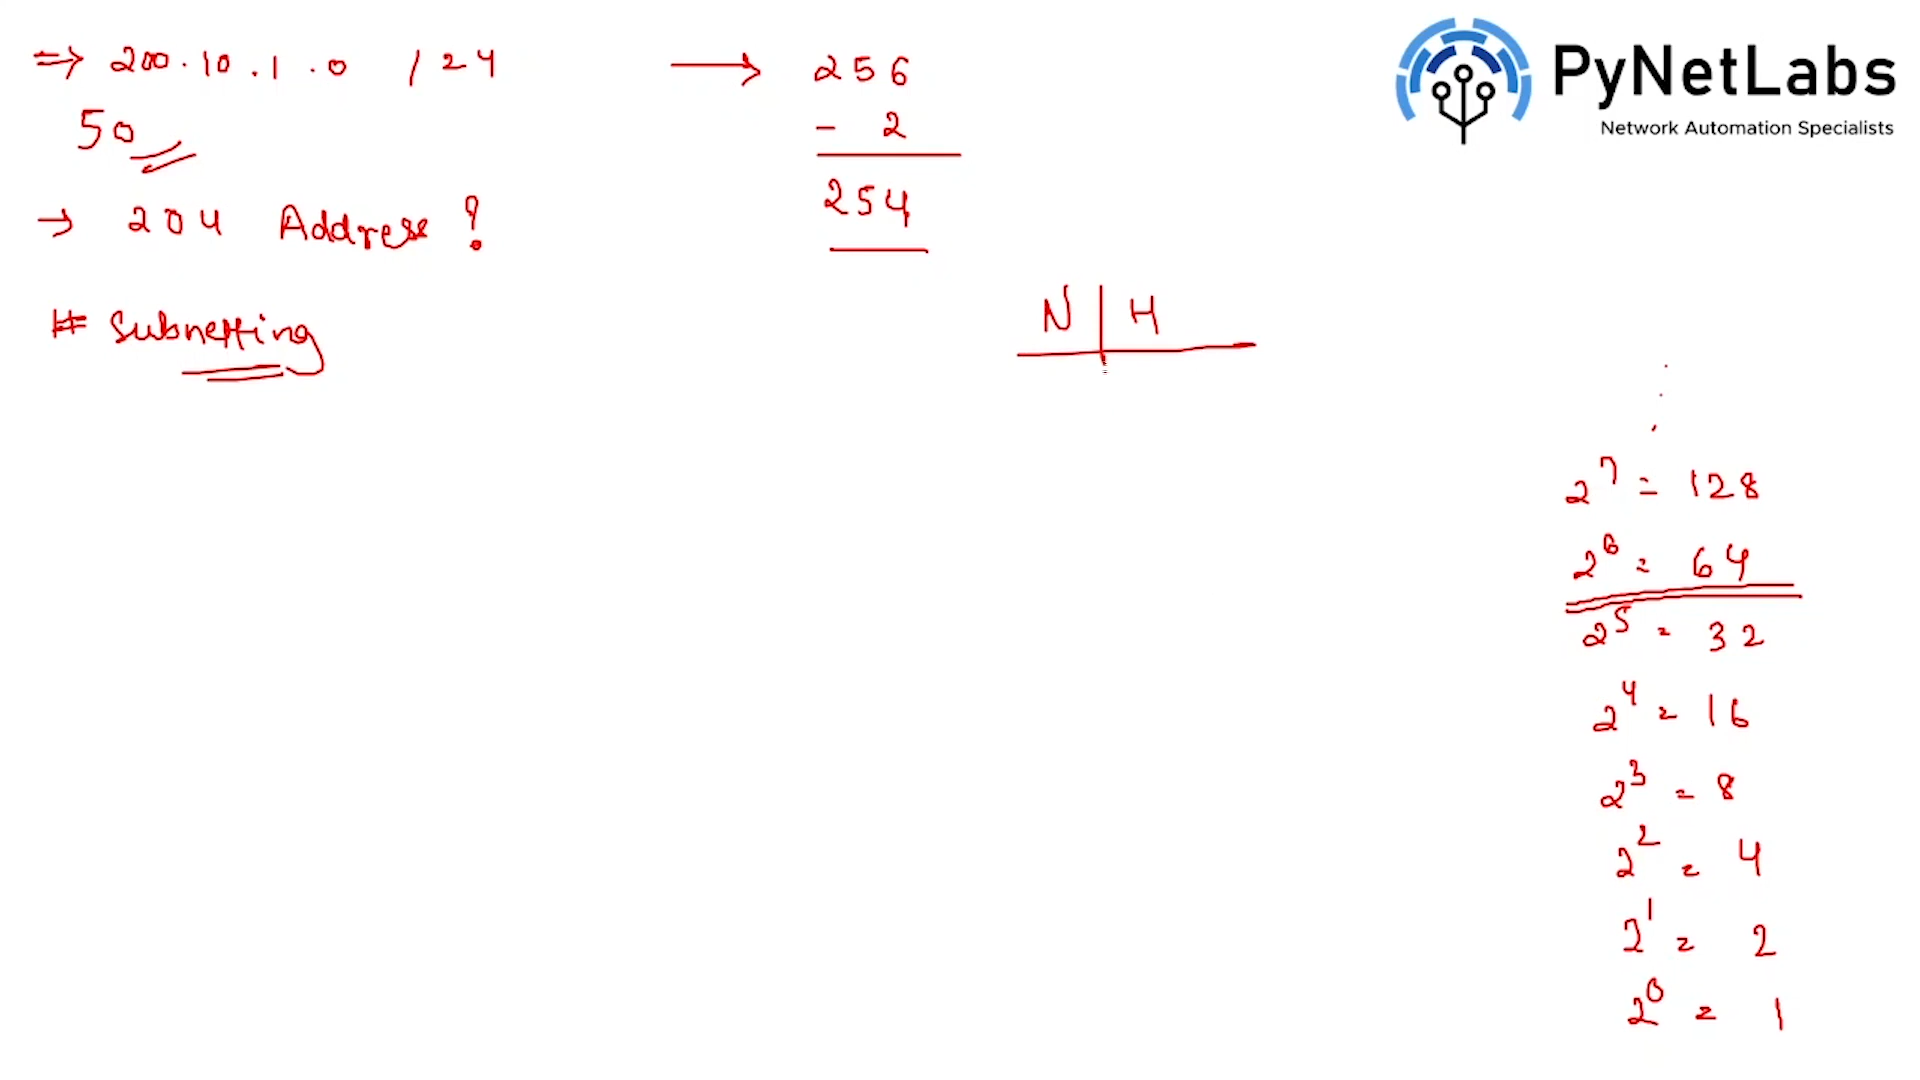 ⇒ 200.10.1.0 /24 → 256
50 - 2
→ 204 Address ? 254
# Subnetting
N | H
2^7 = 128
2^6 = 64
2^5 = 32
2^4 = 16
2^3 = 8
2^2 = 4
2^1 = 2
2^0 = 1
PyNetLabs
Network Automation Specialists